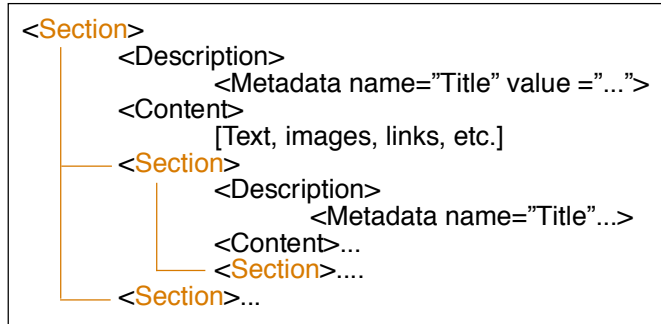 <Section>
<Description>
<Metadata name=”Title” value =”...”>
<Content>
[Text, images, links, etc.]
<Section>
<Description>
<Metadata name=”Title”...>
<Content>...
<Section>....
<Section>...